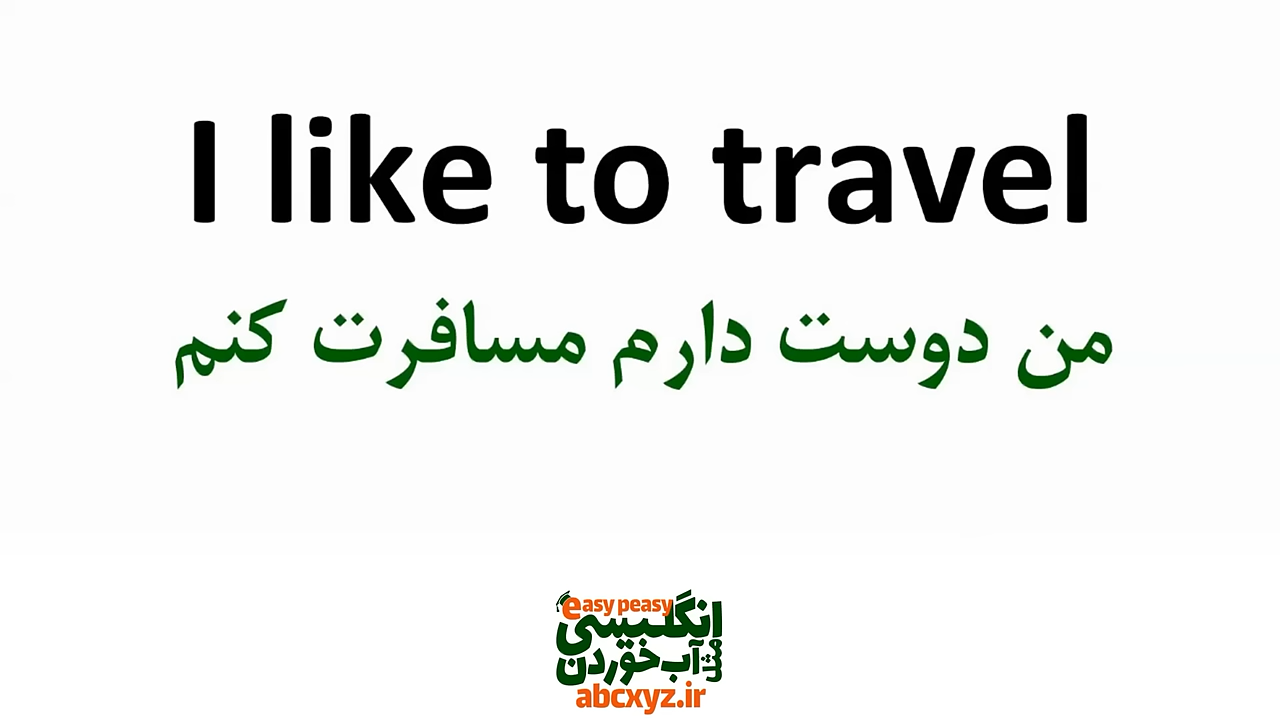 I like to travel
من دوست دارم مسافرت کنم
easy peasy
انگلیسی
مثل آب خوردن
abcxyz.ir